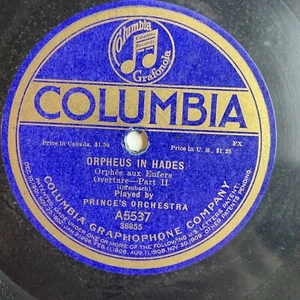 Columbia
Grafonola
COLUMBIA
Price in Canada, $1.50
Price in U. S., $1.25
FX
ORPHEUS IN HADES
Orphée aux Enfers
Overture—Part II
(Offenbach)
Played by
PRINCE'S ORCHESTRA
A5537
36855
COLUMBIA GRAPHOPHONE COMPANY